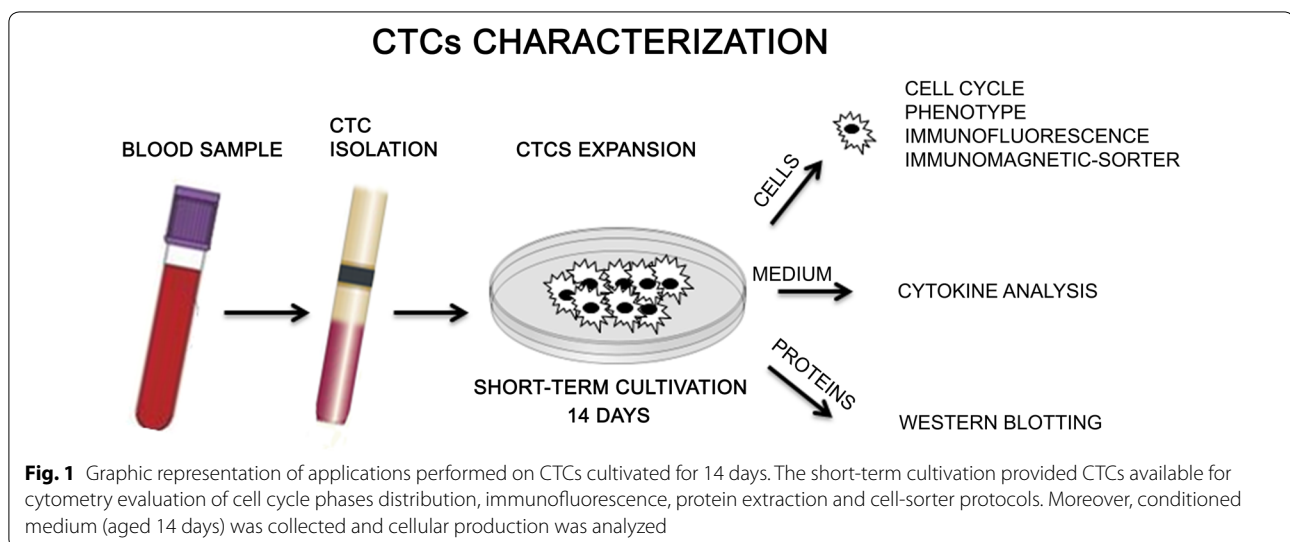 CTCs CHARACTERIZATION
BLOOD SAMPLE
CTC
ISOLATION
CTCS EXPANSION
SHORT-TERM CULTIVATION
14 DAYS
CELLS
CELL CYCLE
PHENOTYPE
IMMUNOFLUORESCENCE
IMMUNOMAGNETIC-SORTER
MEDIUM
CYTOKINE ANALYSIS
PROTEINS
WESTERN BLOTTING
Fig. 1 Graphic representation of applications performed on CTCs cultivated for 14 days. The short-term cultivation provided CTCs available for
cytometry evaluation of cell cycle phases distribution, immunofluorescence, protein extraction and cell-sorter protocols. Moreover, conditioned
medium (aged 14 days) was collected and cellular production was analyzed